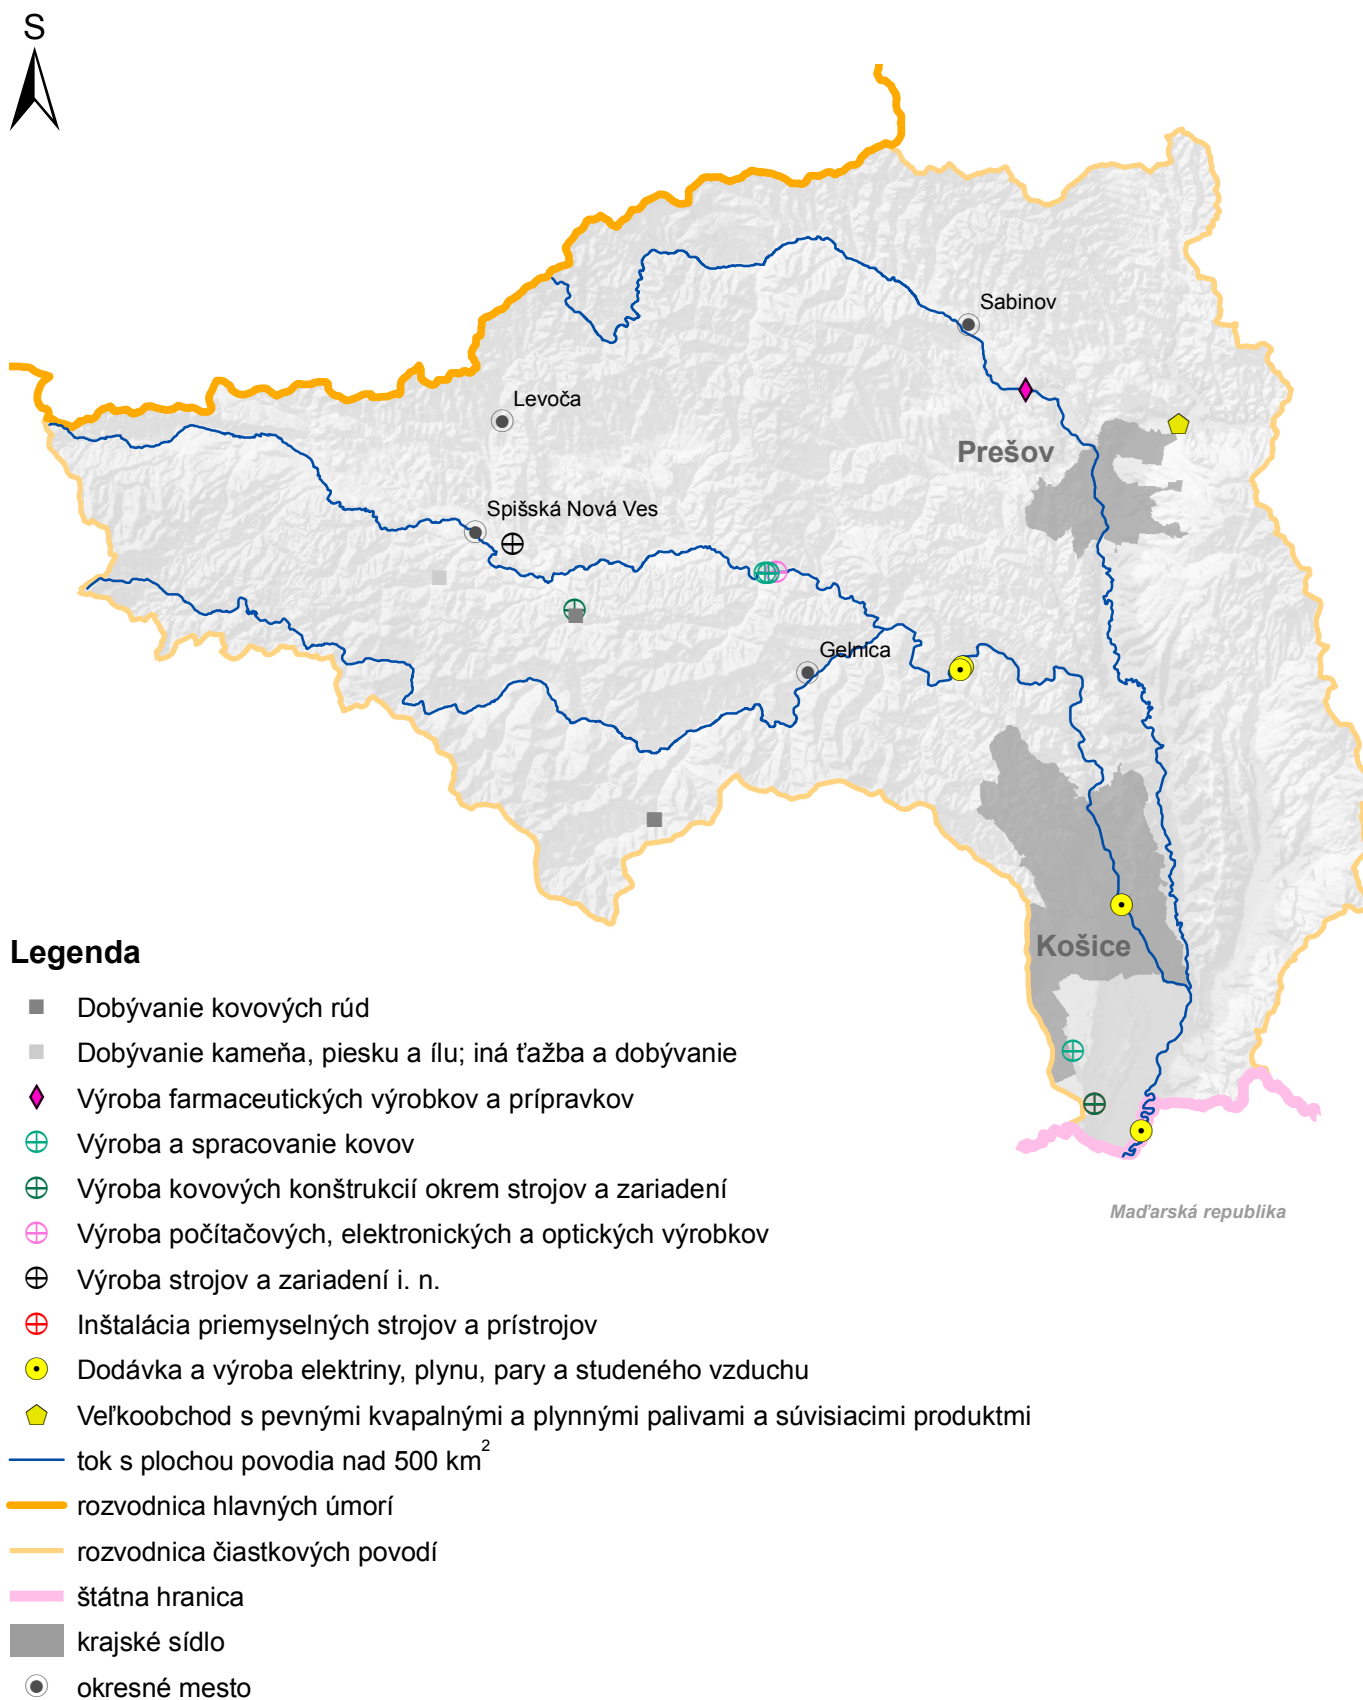 S
Sabinov
Levoča
Prešov
Spišská Nová Ves
Gelnica
Košice
Maďarská republika
Legenda
Dobývanie kovových rúd
Dobývanie kameňa, piesku a ílu; iná ťažba a dobývanie
Výroba farmaceutických výrobkov a prípravkov
Výroba a spracovanie kovov
Výroba kovových konštrukcií okrem strojov a zariadení
Výroba počítačových, elektronických a optických výrobkov
Výroba strojov a zariadení i. n.
Inštalácia priemyselných strojov a prístrojov
Dodávka a výroba elektriny, plynu, pary a studeného vzduchu
Veľkoobchod s pevnými kvapalnými a plynnými palivami a súvisiacimi produktmi
tok s plochou povodia nad 500 km²
rozvodnica hlavných úmorí
rozvodnica čiastkových povodí
štátna hranica
krajské sídlo
okresné mesto